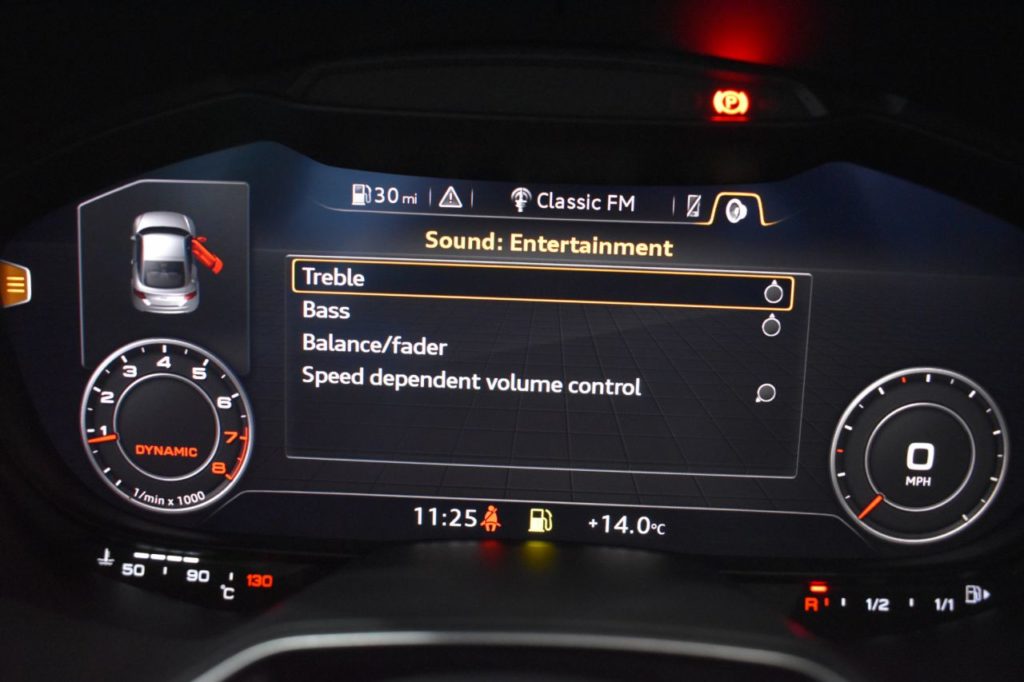 P
30 mi
Classic FM
Sound: Entertainment
Treble
Bass
Balance/fader
Speed dependent volume control
1 2 3 4 5 6 7 8
DYNAMIC
1/min x 1000
0
MPH
11:25
+14.0°C
50 90 130
°C
R 1/2 1/1